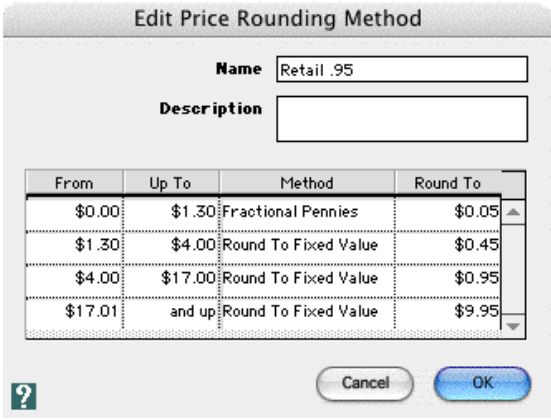 Edit Price Rounding Method
Name Retail .95
Description
From Up To Method Round To
$0.00 $1.30 Fractional Pennies $0.05
$1.30 $4.00 Round To Fixed Value $0.45
$4.00 $17.00 Round To Fixed Value $0.95
$17.01 and up Round To Fixed Value $9.95
? Cancel OK